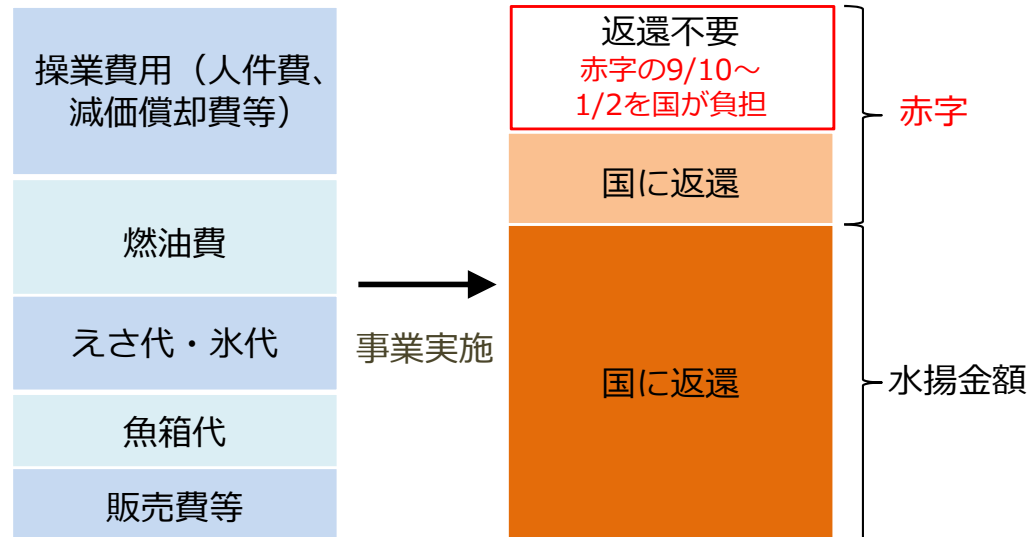 操業費用（人件費、
減価償却費等）
燃油費
えさ代・氷代
魚箱代
販売費等
事業実施
返還不要
赤字の9/10～
1/2を国が負担
国に返還
国に返還
赤字
水揚金額